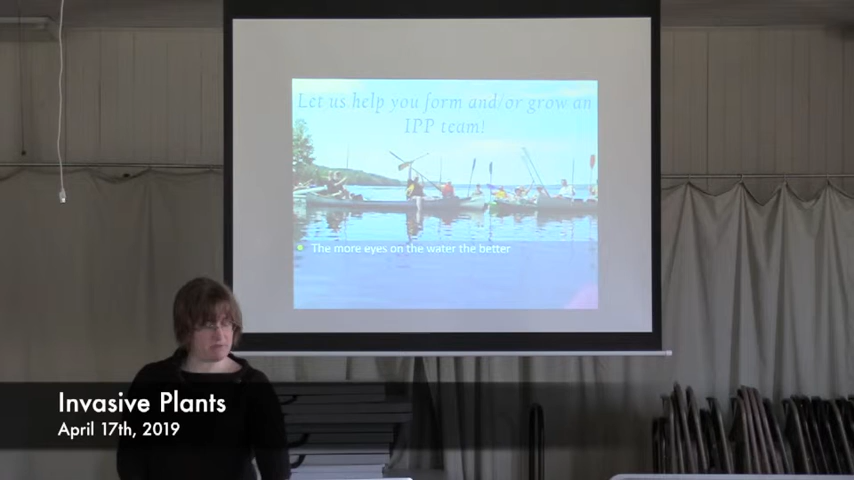 Let us help you form and/or grow an
IPP team!
The more eyes on the water the better
Invasive Plants
April 17th, 2019